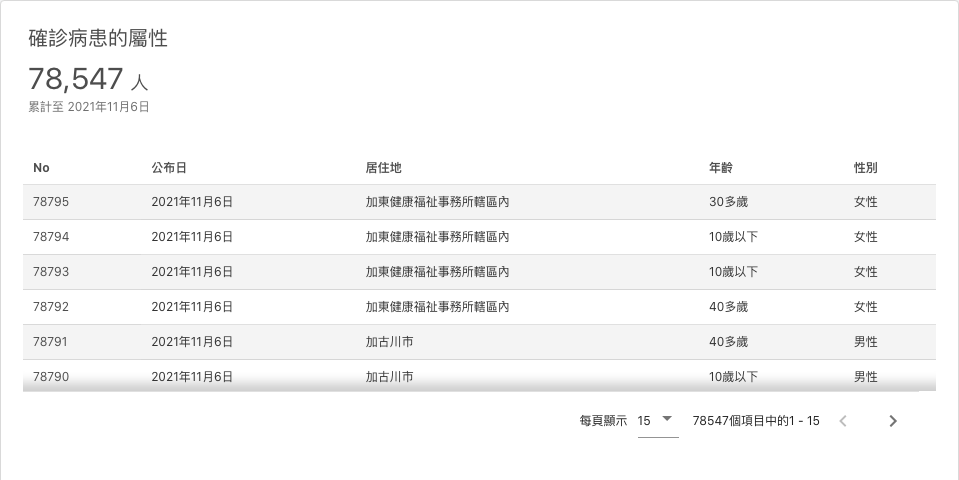 確診病患的屬性
78,547 人
累計至 2021年11月6日
No 公布日 居住地 年齡 性別
78795 2021年11月6日 加東健康福祉事務所轄區內 30多歲 女性
78794 2021年11月6日 加東健康福祉事務所轄區內 10歲以下 女性
78793 2021年11月6日 加東健康福祉事務所轄區內 10歲以下 女性
78792 2021年11月6日 加東健康福祉事務所轄區內 40多歲 女性
78791 2021年11月6日 加古川市 40多歲 男性
78790 2021年11月6日 加古川市 10歲以下 男性
每頁顯示 15 78547個項目中的1 - 15